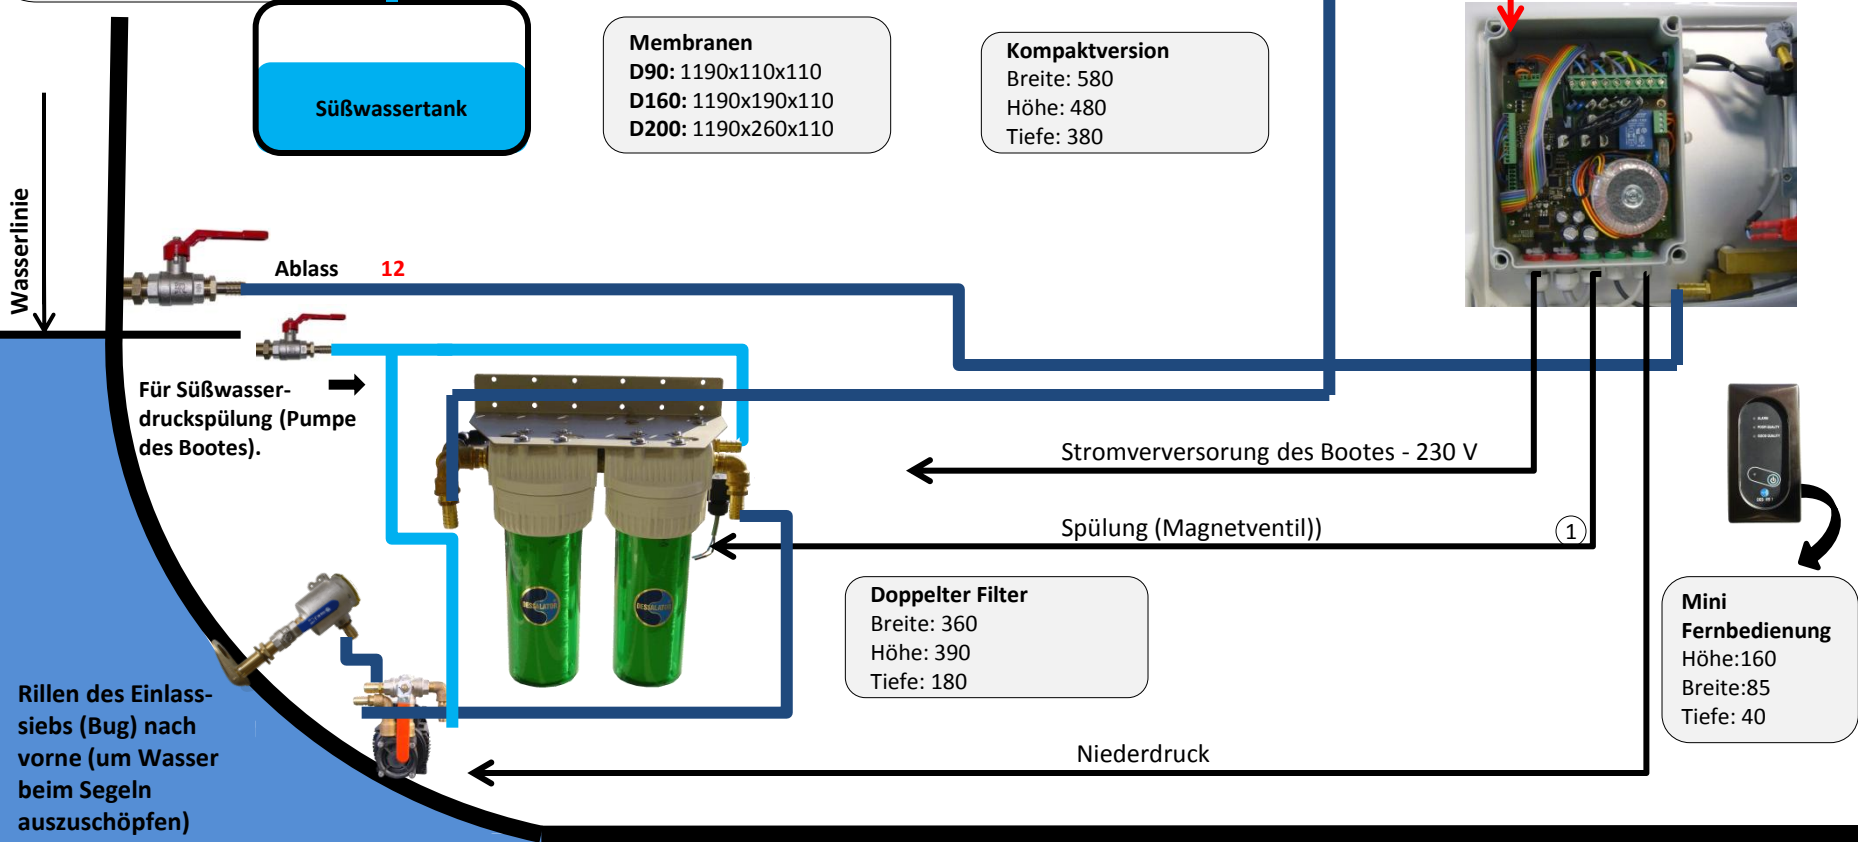 Süßwassertank
Membranen
D90: 1190x110x110
D160: 1190x190x110
D200: 1190x260x110
Kompaktversion
Breite: 580
Höhe: 480
Tiefe: 380
Wasserlinie
Ablass 12
Für Süßwasser-
druckspülung (Pumpe
des Bootes).
Stromverversorung des Bootes - 230 V
Spülung (Magnetventil))
1
DESSALATOR
DESSALATOR
Doppelter Filter
Breite: 360
Höhe: 390
Tiefe: 180
Mini
Fernbedienung
Höhe:160
Breite:85
Tiefe: 40
Rillen des Einlass-
siebs (Bug) nach
vorne (um Wasser
beim Segeln
auszuschöpfen)
Niederdruck